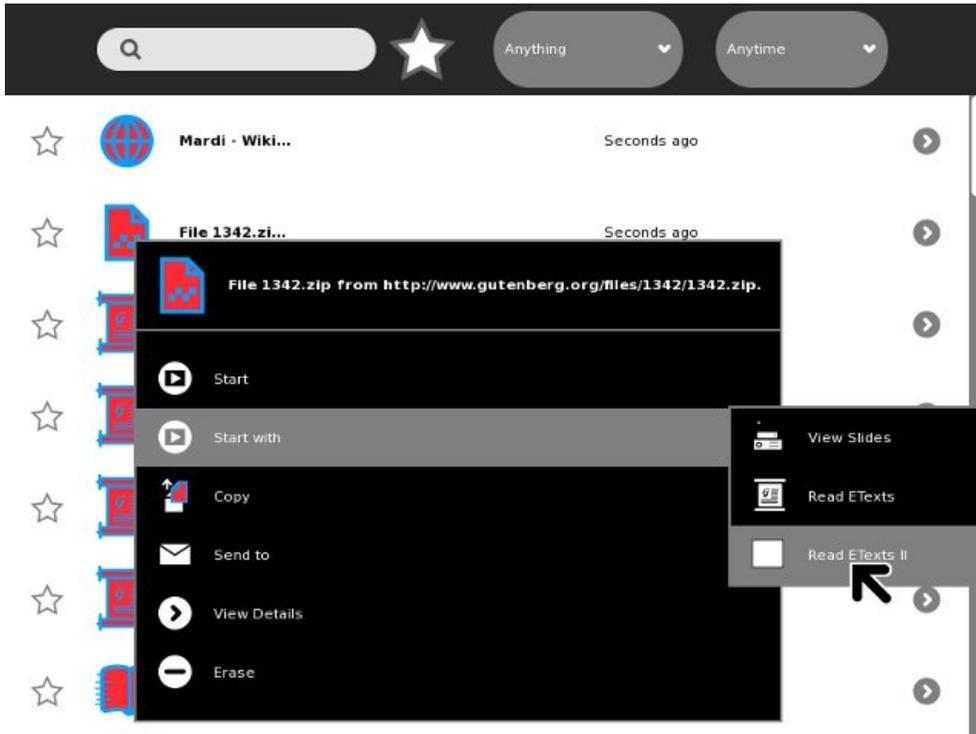 Anything
Anytime
Mardi - Wiki...
Seconds ago
File 1342.zi...
Seconds ago
File 1342.zip from http://www.gutenberg.org/files/1342/1342.zip.
Start
Start with
View Slides
Copy
Read ETexts
Send to
Read ETexts II
View Details
Erase